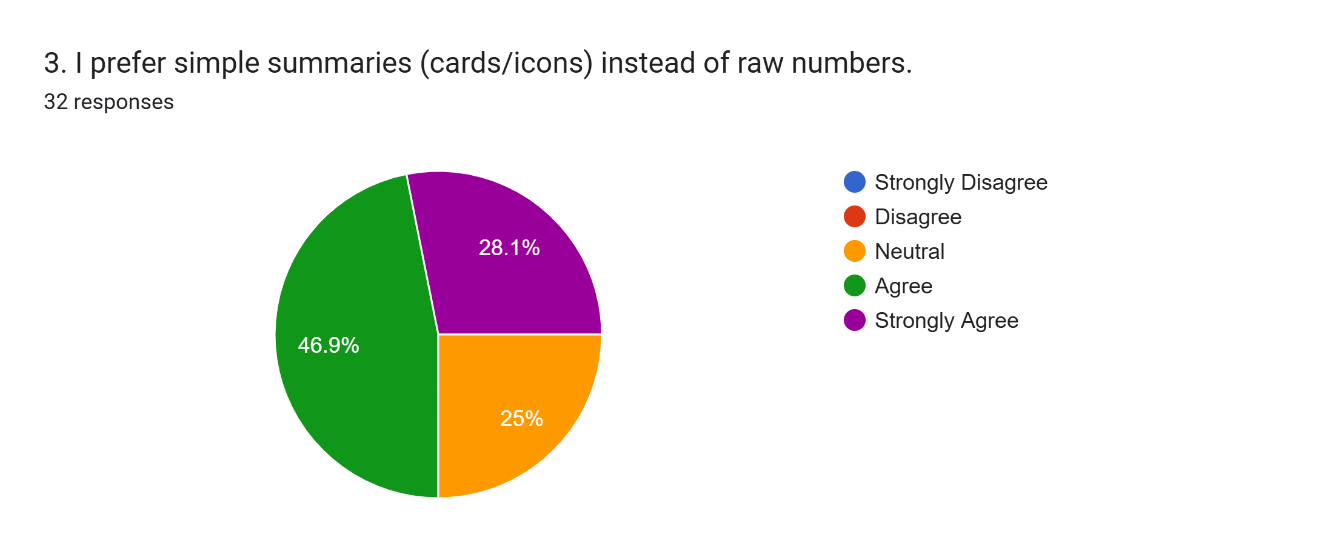 3. I prefer simple summaries (cards/icons) instead of raw numbers.
32 responses
Strongly Disagree
Disagree
Neutral
Agree
Strongly Agree
28.1%
46.9%
25%